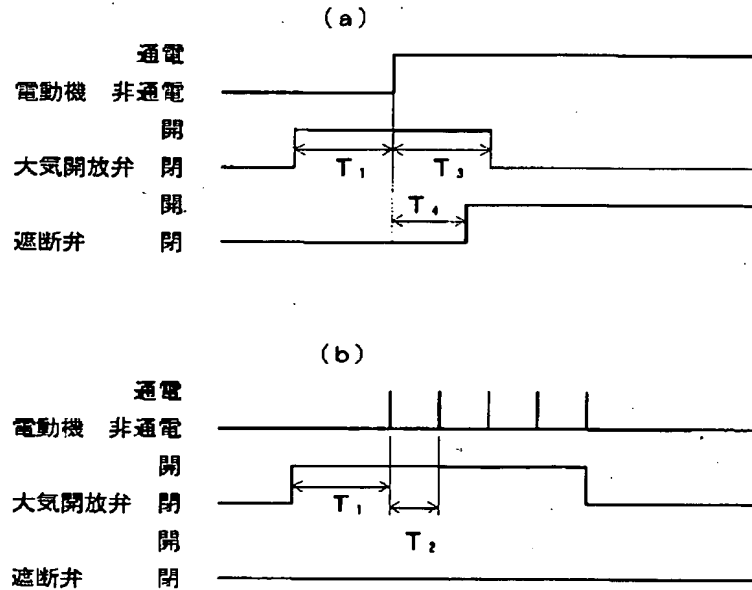 (a)
通電
電動機 非通電
開
大気開放弁 閉
T₁ T₃
開
T₄
遮断弁 閉
(b)
通電
電動機 非通電
開
大気開放弁 閉
T₁
開
T₂
遮断弁 閉